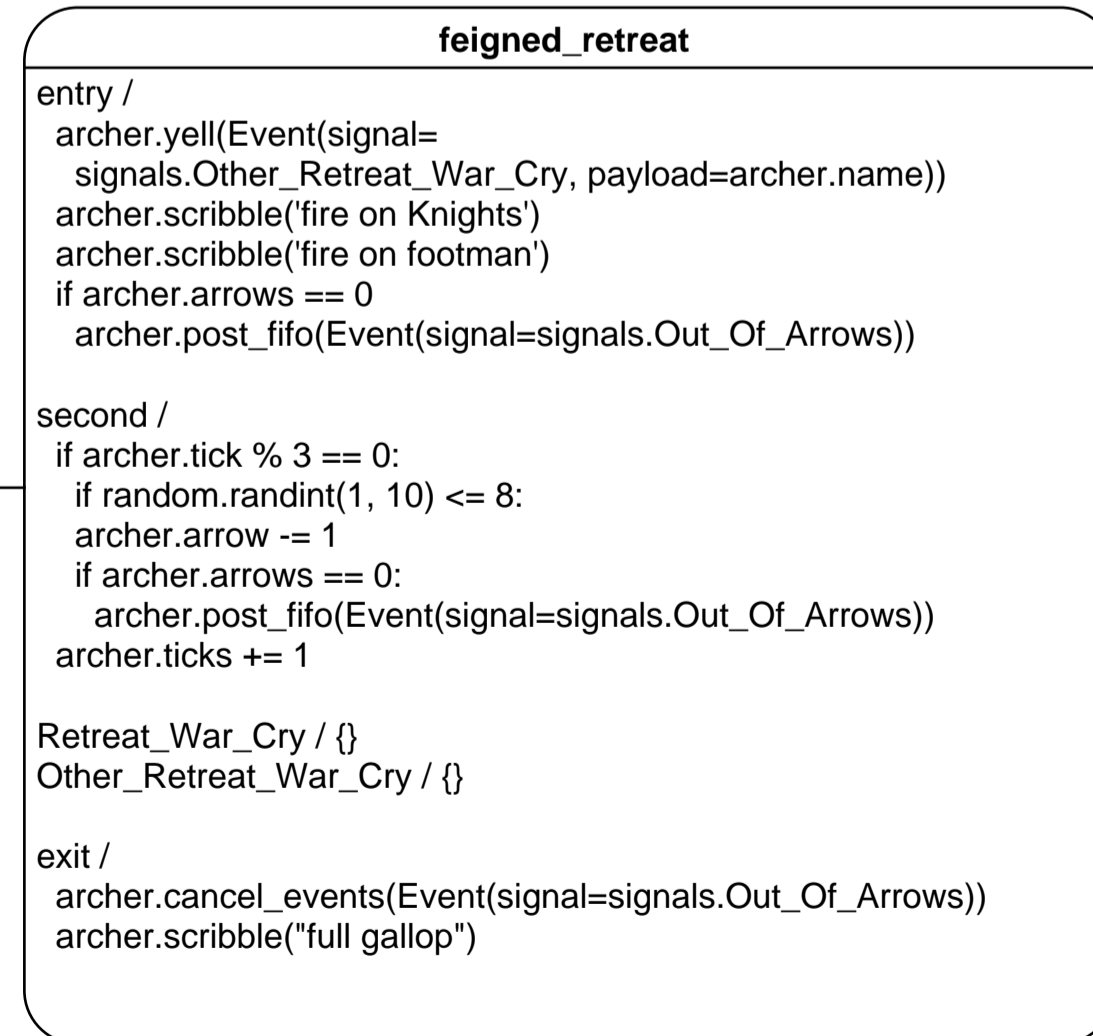 feigned_retreat
entry /
archer.yell(Event(signal=
signals.Other_Retreat_War_Cry, payload=archer.name))
archer.scribble('fire on Knights')
archer.scribble('fire on footman')
if archer.arrows == 0
archer.post_fifo(Event(signal=signals.Out_Of_Arrows))
second /
if archer.tick % 3 == 0:
if random.randint(1, 10) <= 8:
archer.arrow -= 1
if archer.arrows == 0:
archer.post_fifo(Event(signal=signals.Out_Of_Arrows))
archer.ticks += 1
Retreat_War_Cry / {}
Other_Retreat_War_Cry / {}
exit /
archer.cancel_events(Event(signal=signals.Out_Of_Arrows))
archer.scribble("full gallop")